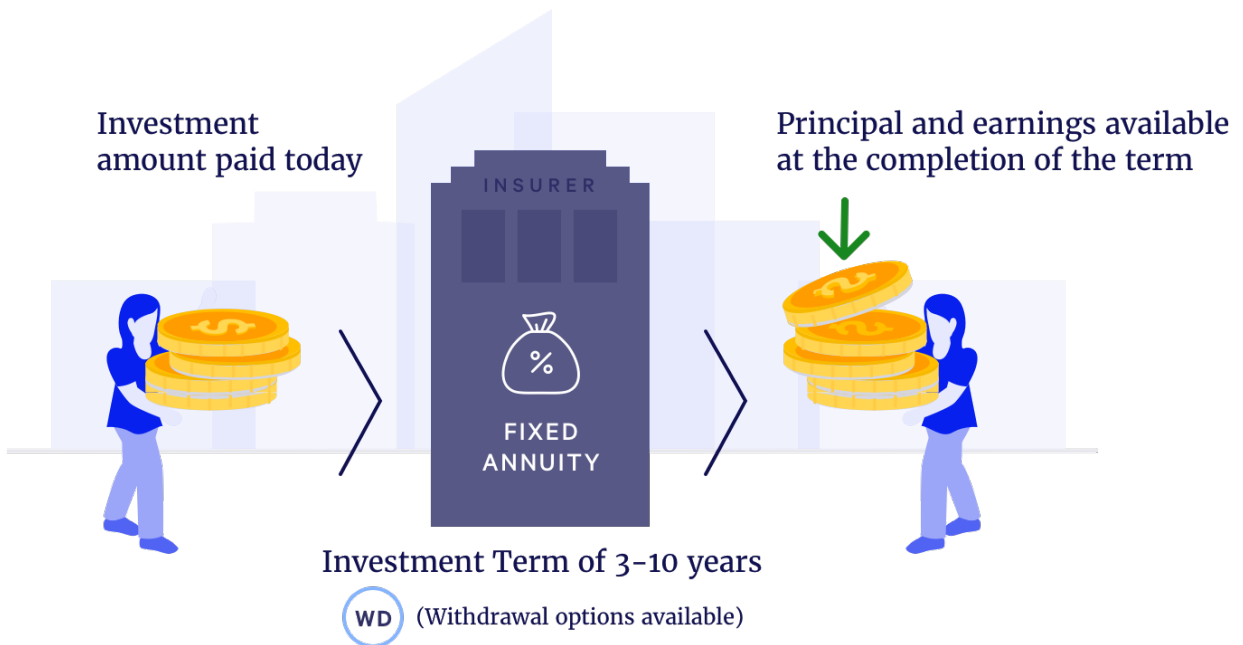 Investment
amount paid today
Principal and earnings available
at the completion of the term
INSURER
$
%
FIXED
ANNUITY
Investment Term of 3-10 years
WD (Withdrawal options available)